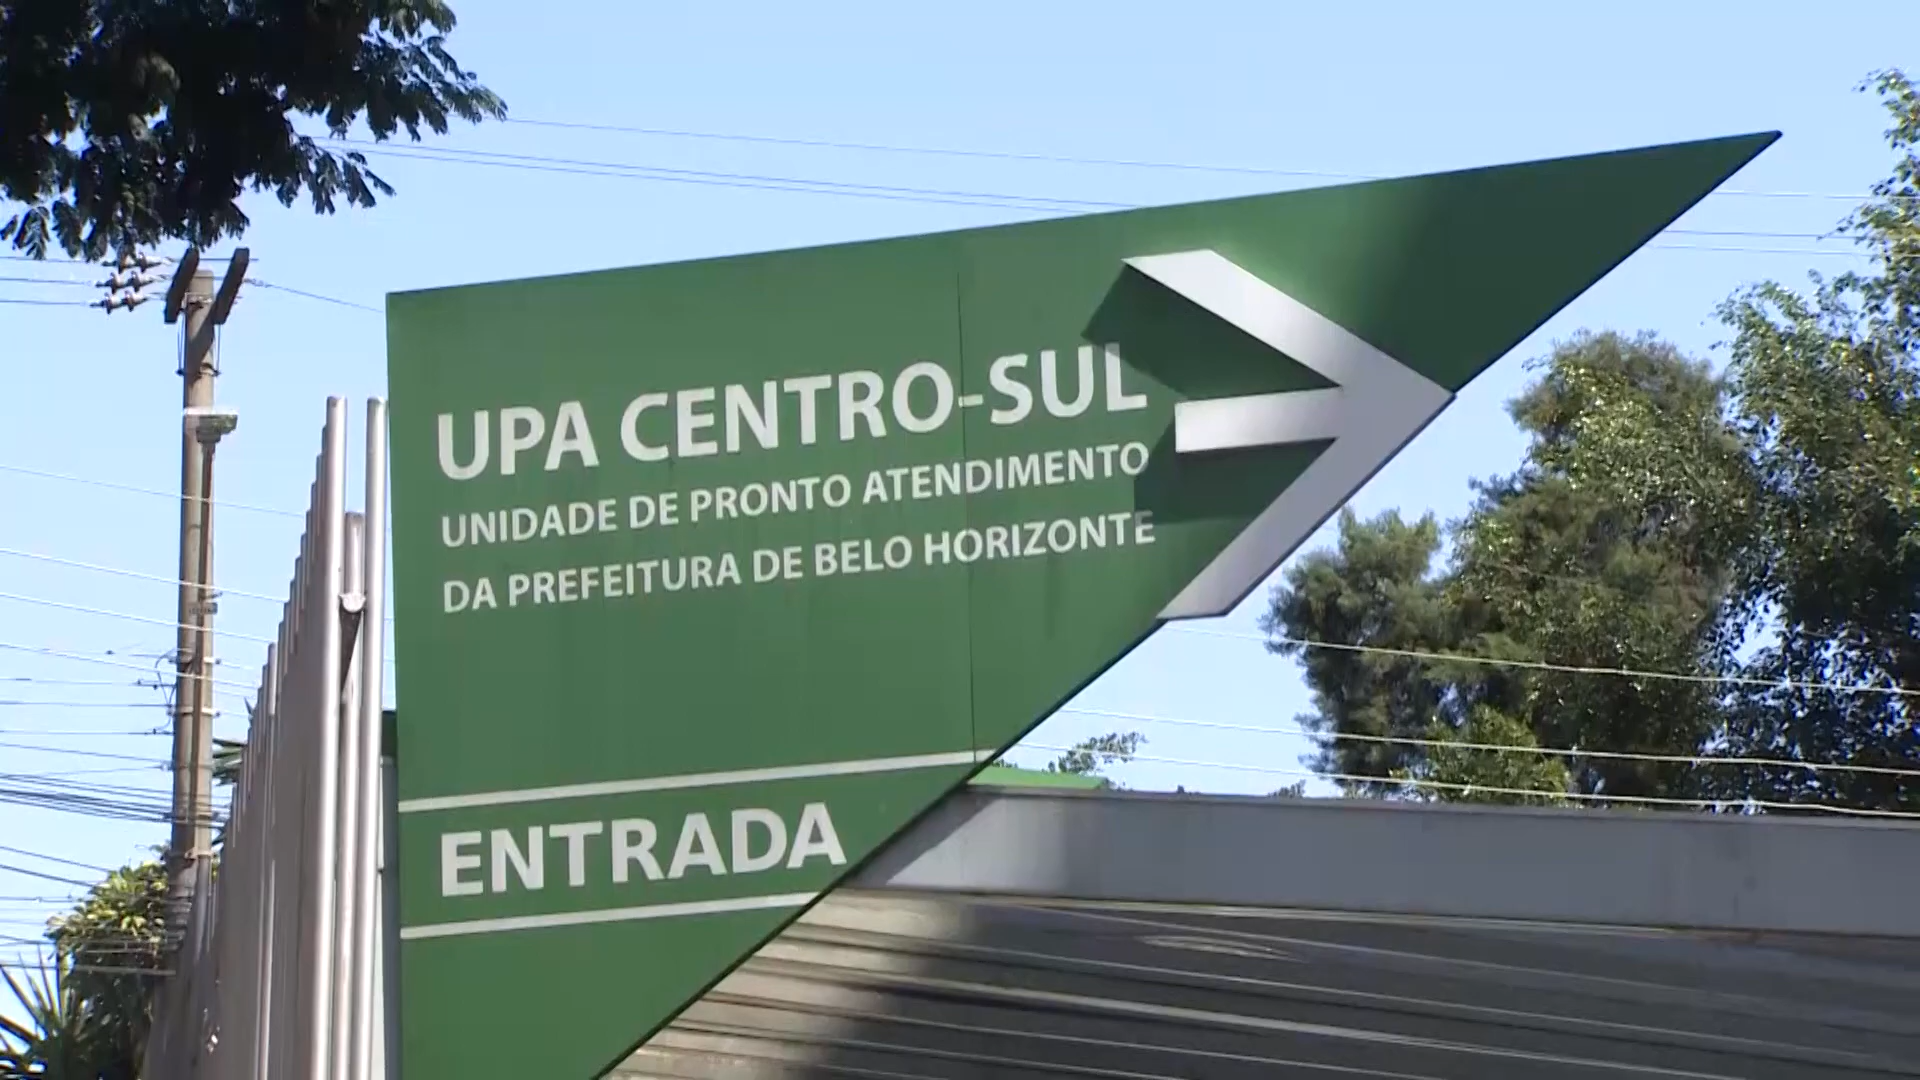 UPA CENTRO-SUL
UNIDADE DE PRONTO ATENDIMENTO
DA PREFEITURA DE BELO HORIZONTE
ENTRADA